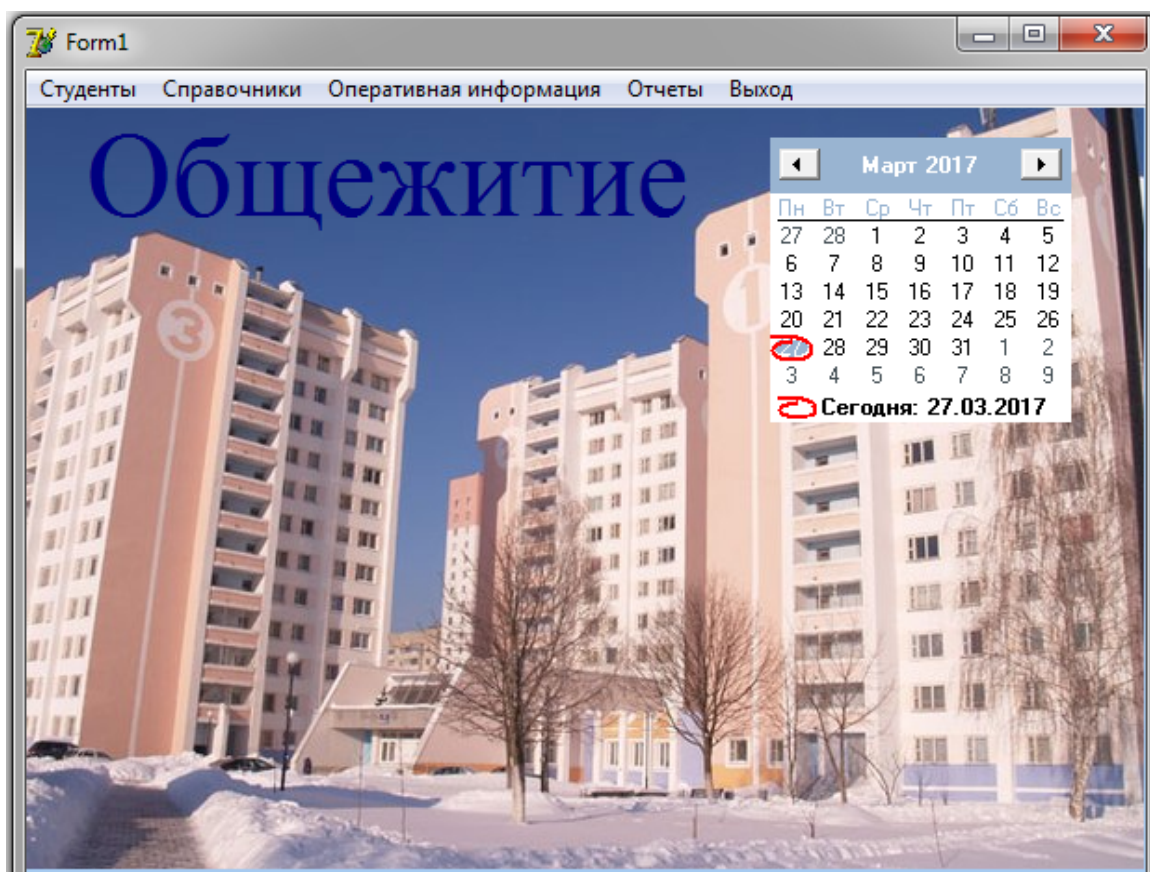 Form1
Студенты Справочники Оперативная информация Отчеты Выход
Общежитие
Март 2017
Пн Вт Ср Чт Пт Сб Вс
27 28 1 2 3 4 5
6 7 8 9 10 11 12
13 14 15 16 17 18 19
20 21 22 23 24 25 26
27 28 29 30 31 1 2
3 4 5 6 7 8 9
Сегодня: 27.03.2017
3
1